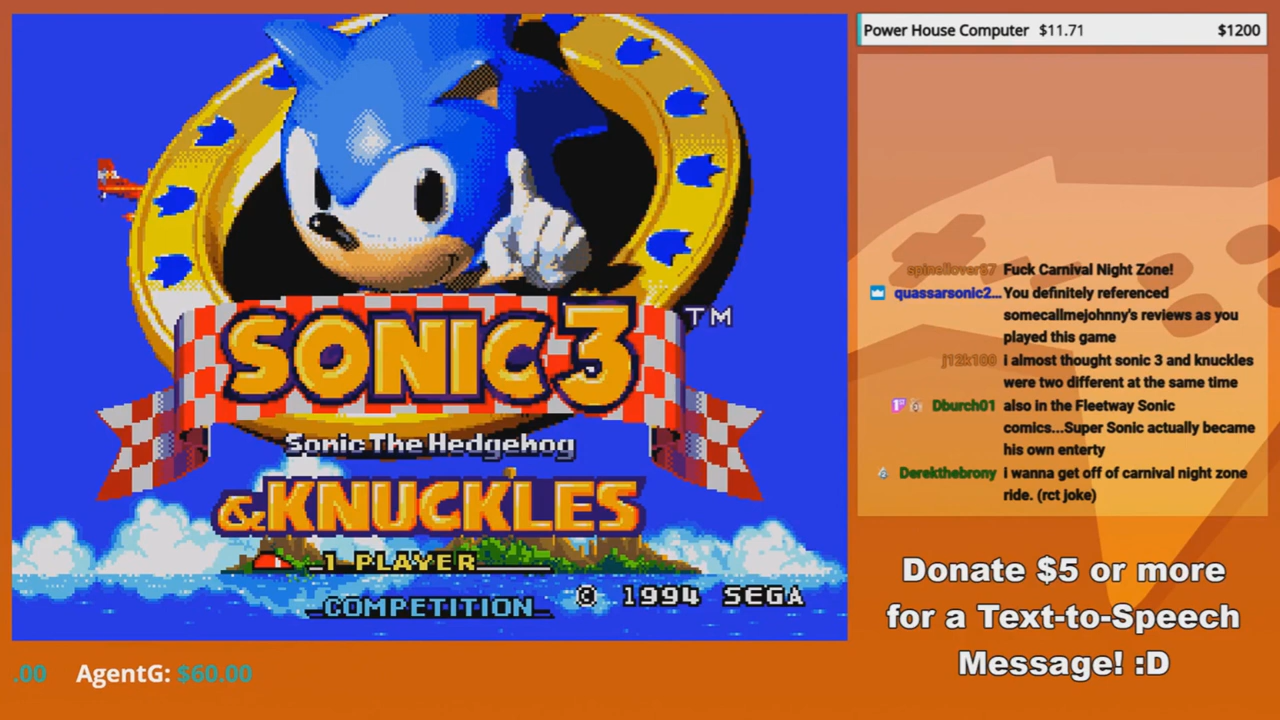 Power House Computer $11.71 $1200
SONIC 3 TM
Sonic The Hedgehog
&KNUCKLES
1 PLAYER
COMPETITION
© 1994 SEGA
spinellover57 Fuck Carnival Night Zone!
quassarsonic2... You definitely referenced
somecallmejohnny's reviews as you
played this game
j12k100 i almost thought sonic 3 and knuckles
were two different at the same time
Dburch01 also in the Fleetway Sonic
comics...Super Sonic actually became
his own enterty
Derekthebrony i wanna get off of carnival night zone
ride. (rct joke)
Donate $5 or more
for a Text-to-Speech
Message! :D
.00 AgentG: $60.00